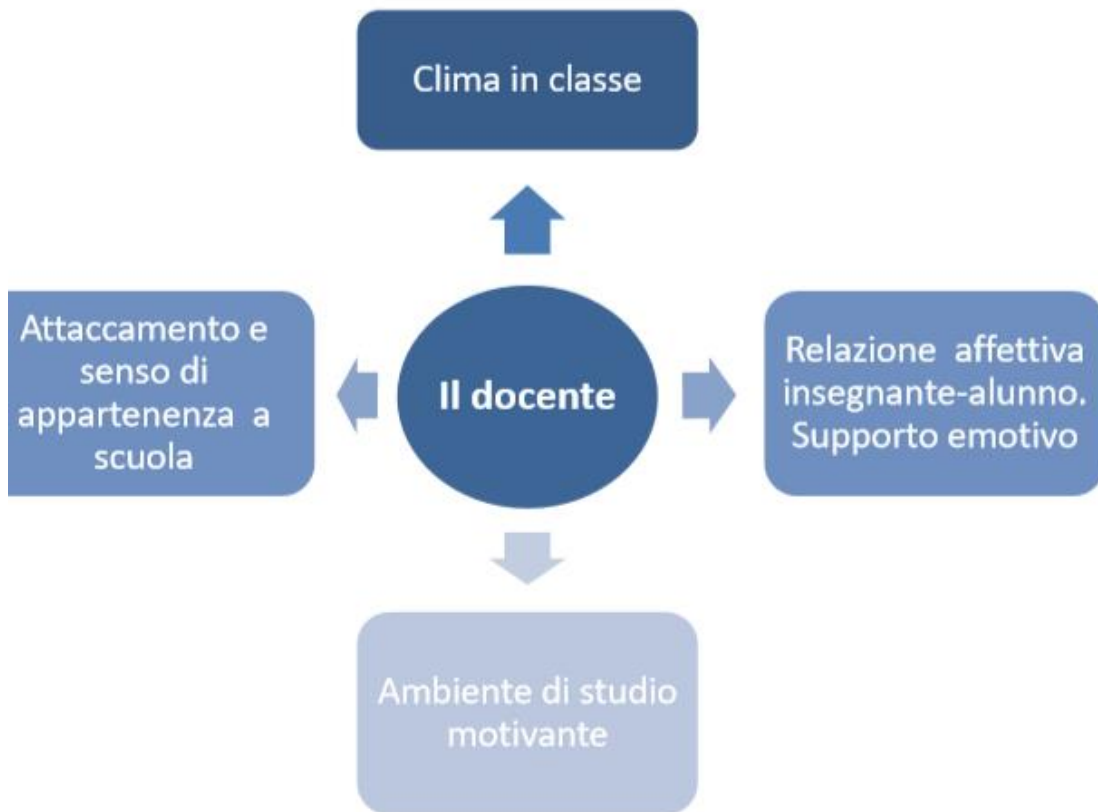 Clima in classe
Attaccamento e
senso di
appartenenza a
scuola
Il docente
Relazione affettiva
insegnante-alunno.
Supporto emotivo
Ambiente di studio
motivante